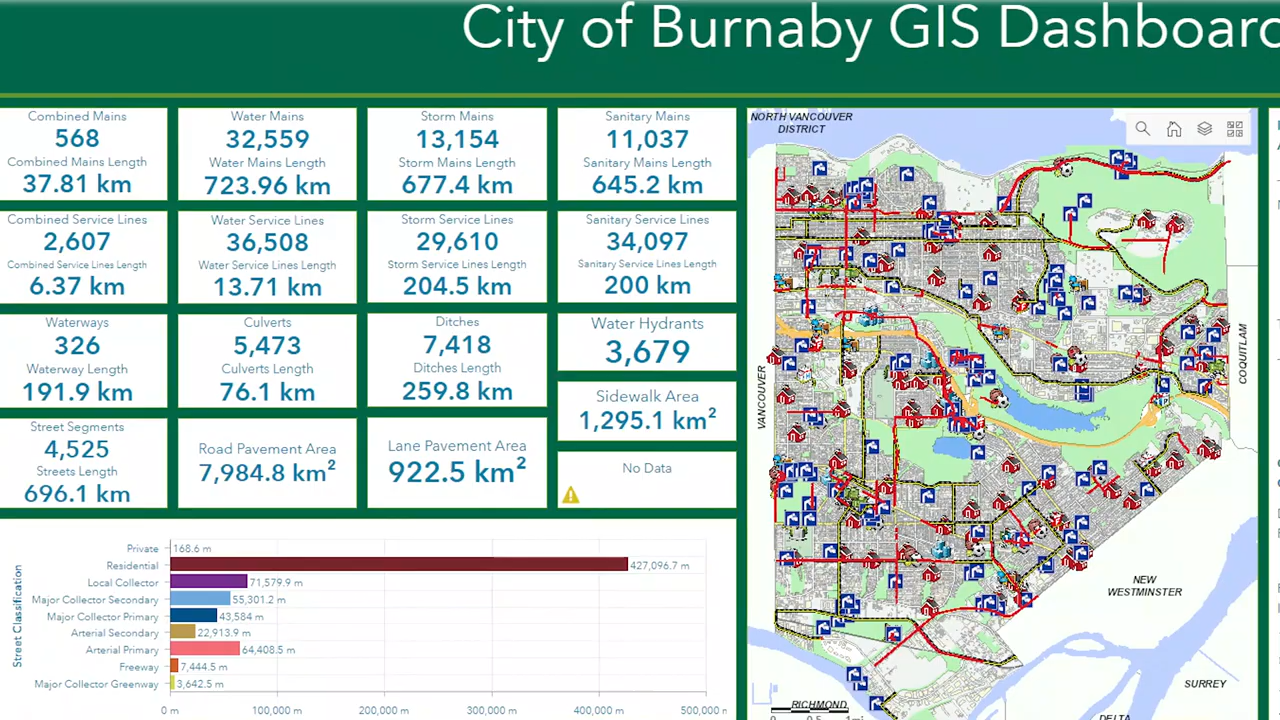 City of Burnaby GIS Dashboard
Combined Mains
568
Combined Mains Length
37.81 km
Water Mains
32,559
Water Mains Length
723.96 km
Storm Mains
13,154
Storm Mains Length
677.4 km
Sanitary Mains
11,037
Sanitary Mains Length
645.2 km
Combined Service Lines
2,607
Combined Service Lines Length
6.37 km
Water Service Lines
36,508
Water Service Lines Length
13.71 km
Storm Service Lines
29,610
Storm Service Lines Length
204.5 km
Sanitary Service Lines
34,097
Sanitary Service Lines Length
200 km
Waterways
326
Waterway Length
191.9 km
Culverts
5,473
Culverts Length
76.1 km
Ditches
7,418
Ditches Length
259.8 km
Water Hydrants
3,679
Sidewalk Area
1,295.1 km²
Street Segments
4,525
Streets Length
696.1 km
Road Pavement Area
7,984.8 km²
Lane Pavement Area
922.5 km²
No Data
Street Classification
Private 168.6 m
Residential 427,096.7 m
Local Collector 71,579.9 m
Major Collector Secondary 55,301.2 m
Major Collector Primary 43,584 m
Arterial Secondary 22,913.9 m
Arterial Primary 64,408.5 m
Freeway 7,444.5 m
Major Collector Greenway 3,642.5 m
0 m 100,000 m 200,000 m 300,000 m 400,000 m 500,000 m
NORTH VANCOUVER
DISTRICT
VANCOUVER
COQUITLAM
NEW
WESTMINSTER
SURREY
RICHMOND
DELTA
0 0.5 1mi